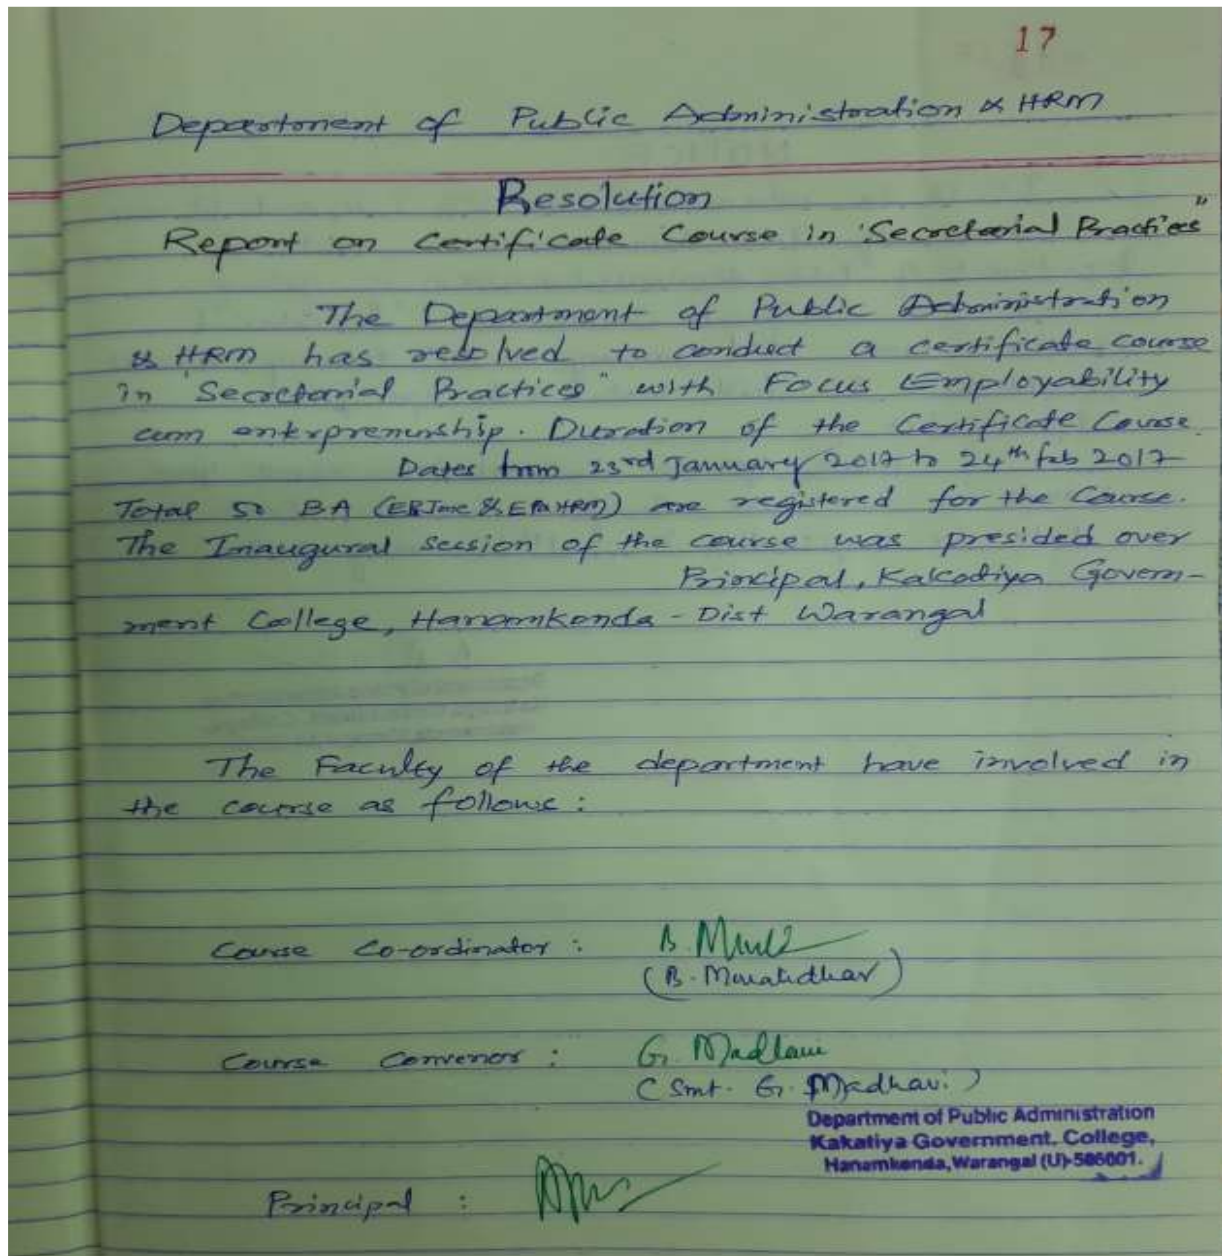 17
Department of Public Administration & HRM
Resolution
Report on Certificate Course in "Secretarial Practices"
The Department of Public Administration
& HRM has resolved to conduct a certificate course
in "Secretarial Practices" with Focus Employability
cum enterprenurship. Duration of the Certificate Course
Dates from 23rd January 2017 to 24th feb 2017
Total 50 BA are registered for the Course.
The Inaugural Session of the course was presided over
Principal, Kakatiya Govern-
ment College, Hanamkonda - Dist Warangal
The Faculty of the department have involved in
the course as follows:
Course Co-ordinator :
(B. Muralidhar)
Course Convenor : G. Madhavi
(Smt. G. Madhavi)
Department of Public Administration
Kakatiya Government. College,
Hanamkonda, Warangal (U)-506001.
Principal :